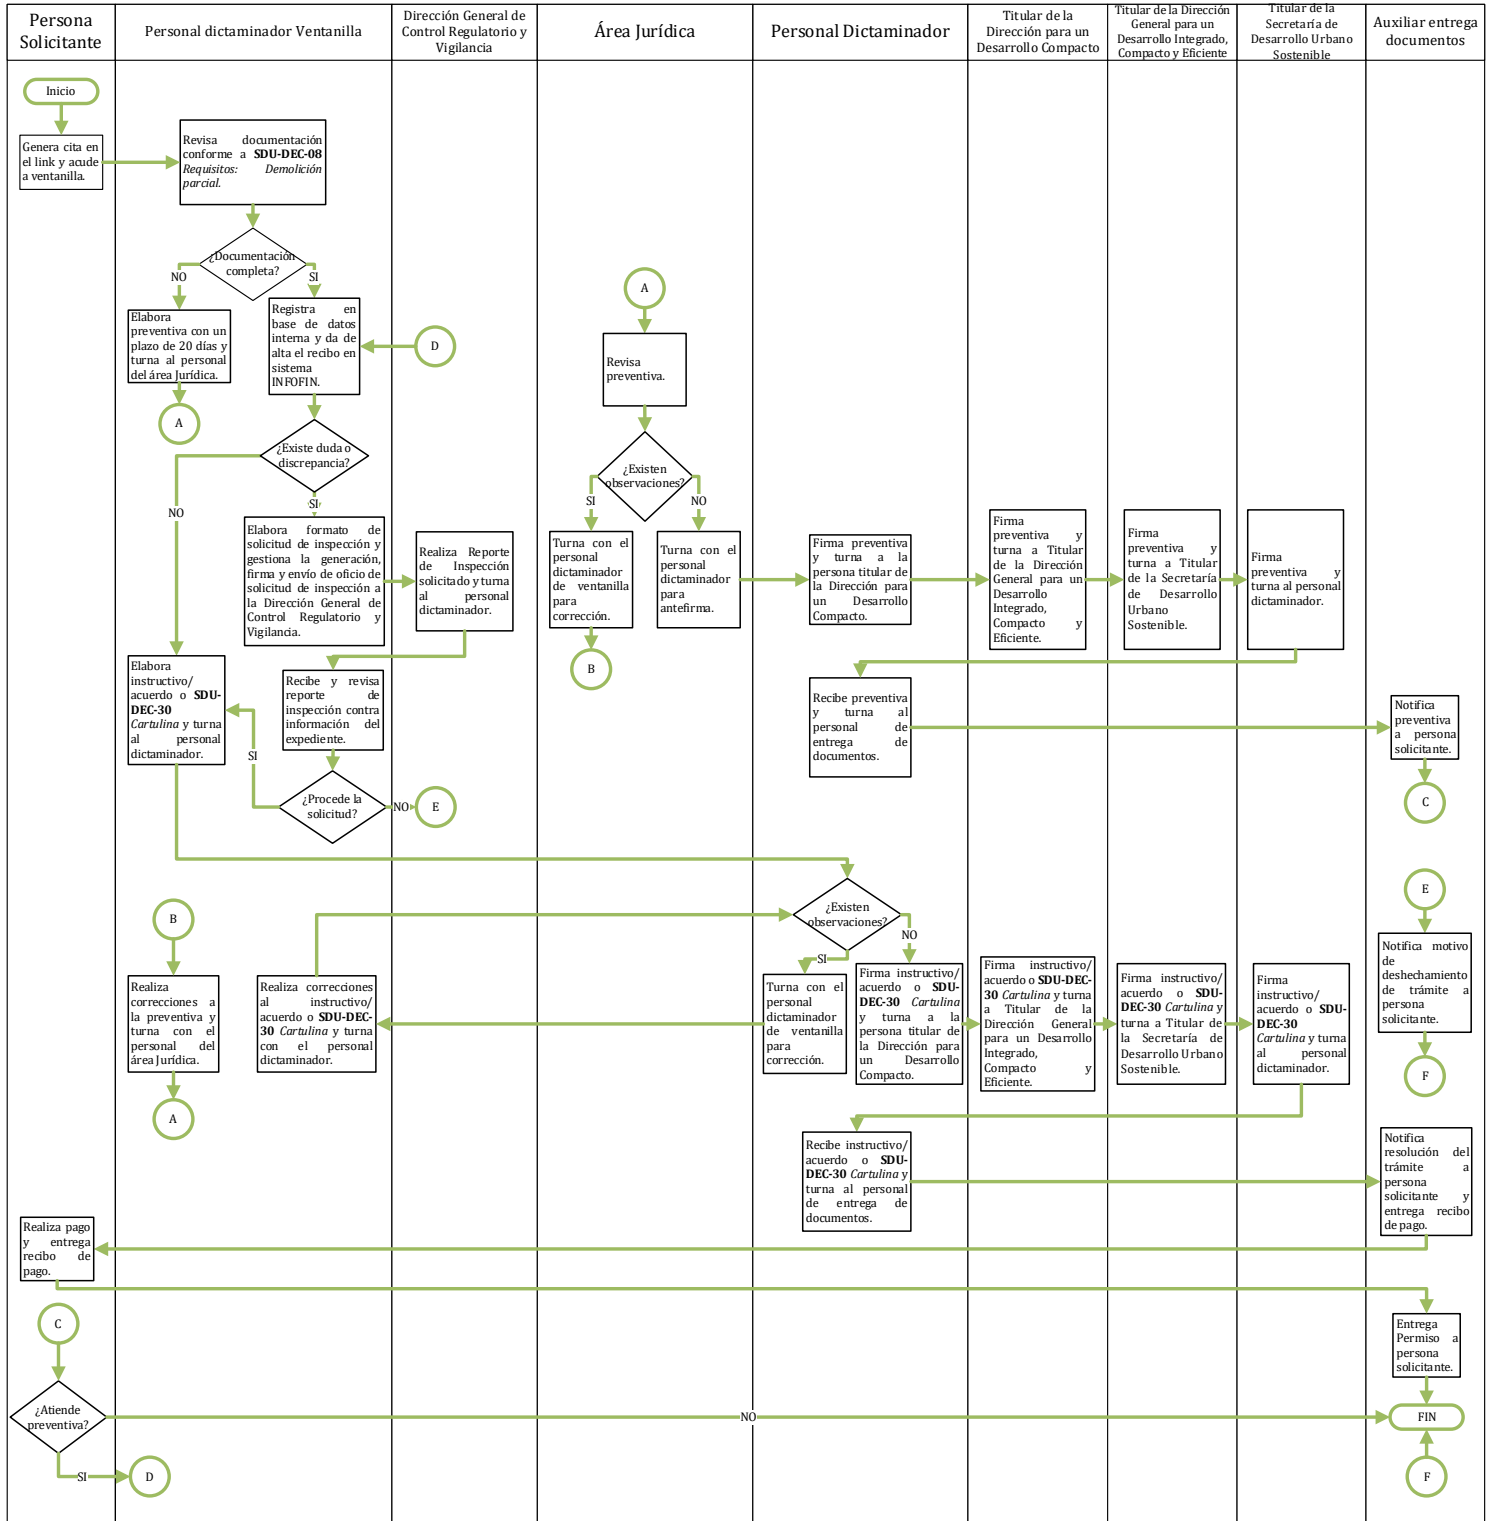 Persona
Solicitante
Personal dictaminador Ventanilla
Dirección General de
Control Regulatorio y
Vigilancia
Área Jurídica
Personal Dictaminador
Titular de la
Dirección para un
Desarrollo Compacto
Titular de la Dirección
General para un
Desarrollo Integrado,
Compacto y Eficiente
Titular de la
Secretaría de
Desarrollo Urbano
Sostenible
Auxiliar entrega
documentos
Inicio
Genera cita en
el link y acude
a ventanilla.
Revisa documentación
conforme a SDU-DEC-08
Requisitos: Demolición
parcial.
¿Documentación
completa?
NO
SI
Elabora
preventiva con un
plazo de 20 días y
turna al personal
del área Jurídica.
A
Registra en
base de datos
interna y da de
alta el recibo en
sistema
INFOFIN.
D
¿Existe duda o
discrepancia?
NO
SI
Elabora formato de
solicitud de inspección y
gestiona la generación,
firma y envío de oficio de
solicitud de inspección a
la Dirección General de
Control Regulatorio y
Vigilancia.
Realiza Reporte
de Inspección
solicitado y turna
al personal
dictaminador.
A
Revisa
preventiva.
¿Existen
observaciones?
SI
NO
Turna con el
personal
dictaminador
de ventanilla
para
corrección.
B
Turna con el
personal
dictaminador
para
antefirma.
Firma preventiva
y turna a la
persona titular de
la Dirección para
un Desarrollo
Compacto.
Firma
preventiva y
turna a Titular
de la Dirección
General para un
Desarrollo
Integrado,
Compacto y
Eficiente.
Firma
preventiva y
turna a Titular
de la Secretaría
de Desarrollo
Urbano
Sostenible.
Firma
preventiva y
turna al personal
dictaminador.
Elabora
instructivo/
acuerdo o SDU-
DEC-30
Cartulina y turna
al personal
dictaminador.
Recibe y revisa
reporte de
inspección contra
información del
expediente.
SI
¿Procede la
solicitud?
NO
E
Recibe preventiva
y turna al
personal de
entrega de
documentos.
Notifica
preventiva
a persona
solicitante.
C
¿Existen
observaciones?
SI
NO
B
Realiza
correcciones a
la preventiva y
turna con el
personal del
área Jurídica.
A
Realiza correcciones
al instructivo/
acuerdo o SDU-DEC-
30 Cartulina y turna
con el personal
dictaminador.
Turna con el
personal
dictaminador
de ventanilla
para
corrección.
Firma instructivo/
acuerdo o SDU-
DEC-30 Cartulina
y turna a la
persona titular de
la Dirección para
un Desarrollo
Compacto.
Firma instructivo/
acuerdo o SDU-DEC-
30 Cartulina y turna
a Titular de la
Dirección General
para un Desarrollo
Integrado,
Compacto y
Eficiente.
Firma instructivo/
acuerdo o SDU-
DEC-30 Cartulina y
turna a Titular de
la Secretaría de
Desarrollo Urbano
Sostenible.
Firma
instructivo/
acuerdo o SDU-
DEC-30
Cartulina y turna
al personal
dictaminador.
E
Notifica motivo
de
deshechamiento
de trámite a
persona
solicitante.
F
Recibe instructivo/
acuerdo o SDU-
DEC-30 Cartulina y
turna al personal
de entrega de
documentos.
Notifica
resolución del
trámite a
persona
solicitante y
entrega recibo
de pago.
Realiza pago
y entrega
recibo de
pago.
C
¿Atiende
preventiva?
SI
D
NO
Entrega
Permiso a
persona
solicitante.
FIN
F